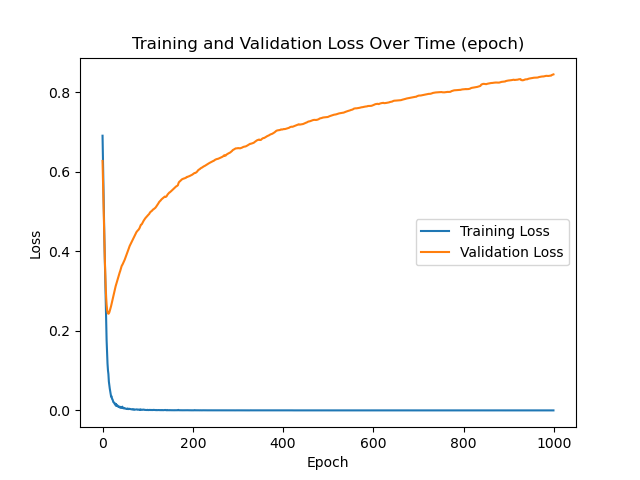 Training and Validation Loss Over Time (epoch)
0.8
0.6
0.4
0.2
0.0
Loss
Training Loss
Validation Loss
0 200 400 600 800 1000
Epoch